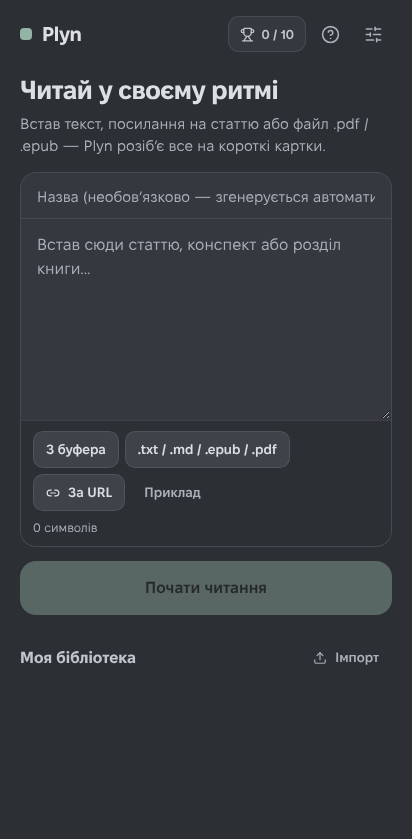 Plyn
0 / 10
Читай у своєму ритмі
Встав текст, посилання на статтю або файл .pdf /
.epub — Plyn розіб’є все на короткі картки.
Назва (необов’язково — згенерується автомати
Встав сюди статтю, конспект або розділ
книги…
З буфера
.txt / .md / .epub / .pdf
За URL
Приклад
0 символів
Почати читання
Моя бібліотека
Імпорт